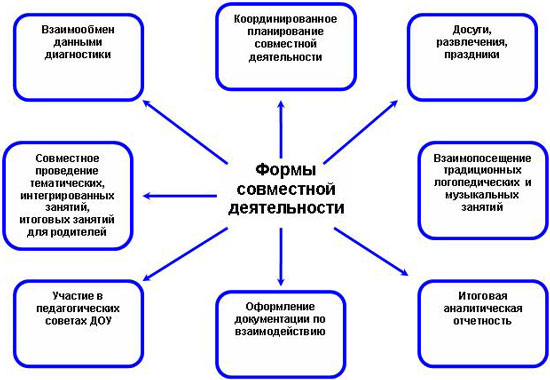 Взаимообмен
данными
диагностики
Координированное
планирование
совместной
деятельности
Досуги,
развлечения,
праздники
Совместное
проведение
тематических,
интегрированных
занятий,
итоговых занятий
для родителей
Формы
совместной
деятельности
Взаимопосещение
традиционных
логопедических и
музыкальных
занятий
Участие в
педагогических
советах ДОУ
Оформление
документации по
взаимодействию
Итоговая
аналитическая
отчетность